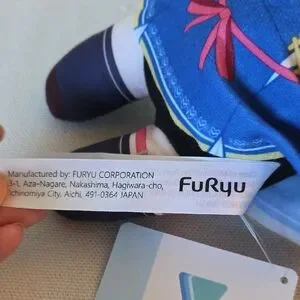 Manufactured by: FURYU CORPORATION
3-1, Aza-Nagare, Nakashima, Hagiwara-cho,
Ichinomiya City, Aichi, 491-0364 JAPAN
FuRyu